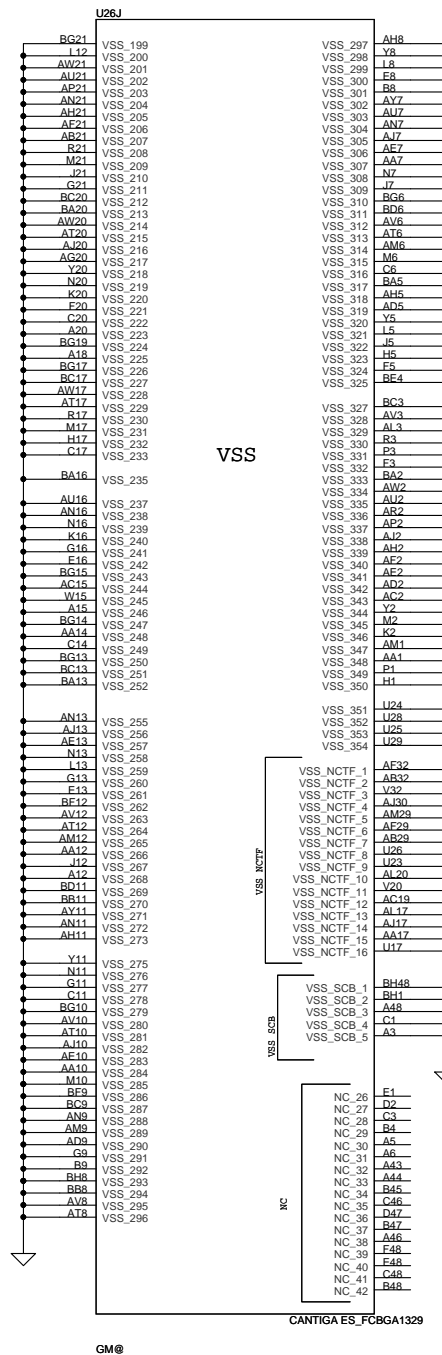 U26J
BG21 VSS_199
L12 VSS_200
AW21 VSS_201
AU21 VSS_202
AP21 VSS_203
AN21 VSS_204
AH21 VSS_205
AF21 VSS_206
AB21 VSS_207
R21 VSS_208
M21 VSS_209
J21 VSS_210
G21 VSS_211
BC20 VSS_212
BA20 VSS_213
AW20 VSS_214
AT20 VSS_215
AJ20 VSS_216
AG20 VSS_217
Y20 VSS_218
N20 VSS_219
K20 VSS_220
F20 VSS_221
C20 VSS_222
A20 VSS_223
BG19 VSS_224
A18 VSS_225
BG17 VSS_226
BC17 VSS_227
AW17 VSS_228
AT17 VSS_229
R17 VSS_230
M17 VSS_231
H17 VSS_232
C17 VSS_233
BA16 VSS_235
AU16 VSS_237
AN16 VSS_238
N16 VSS_239
K16 VSS_240
G16 VSS_241
E16 VSS_242
BG15 VSS_243
AC15 VSS_244
W15 VSS_245
A15 VSS_246
BG14 VSS_247
AA14 VSS_248
C14 VSS_249
BG13 VSS_250
BC13 VSS_251
BA13 VSS_252
AN13 VSS_255
AJ13 VSS_256
AE13 VSS_257
N13 VSS_258
L13 VSS_259
G13 VSS_260
E13 VSS_261
BF12 VSS_262
AV12 VSS_263
AT12 VSS_264
AM12 VSS_265
AA12 VSS_266
J12 VSS_267
A12 VSS_268
BD11 VSS_269
BB11 VSS_270
AY11 VSS_271
AN11 VSS_272
AH11 VSS_273
Y11 VSS_275
N11 VSS_276
G11 VSS_277
C11 VSS_278
BG10 VSS_279
AV10 VSS_280
AT10 VSS_281
AJ10 VSS_282
AE10 VSS_283
AA10 VSS_284
M10 VSS_285
BF9 VSS_286
BC9 VSS_287
AN9 VSS_288
AM9 VSS_289
AD9 VSS_290
G9 VSS_291
B9 VSS_292
BH8 VSS_293
BB8 VSS_294
AV8 VSS_295
AT8 VSS_296
VSS
VSS_297 AH8
VSS_298 Y8
VSS_299 L8
VSS_300 E8
VSS_301 B8
VSS_302 AY7
VSS_303 AU7
VSS_304 AN7
VSS_305 AJ7
VSS_306 AE7
VSS_307 AA7
VSS_308 N7
VSS_309 J7
VSS_310 BG6
VSS_311 BD6
VSS_312 AV6
VSS_313 AT6
VSS_314 AM6
VSS_315 M6
VSS_316 C6
VSS_317 BA5
VSS_318 AH5
VSS_319 AD5
VSS_320 Y5
VSS_321 L5
VSS_322 J5
VSS_323 H5
VSS_324 F5
VSS_325 BE4
VSS_327 BC3
VSS_328 AV3
VSS_329 AL3
VSS_330 R3
VSS_331 P3
VSS_332 F3
VSS_333 BA2
VSS_334 AW2
VSS_335 AU2
VSS_336 AR2
VSS_337 AP2
VSS_338 AJ2
VSS_339 AH2
VSS_340 AF2
VSS_341 AE2
VSS_342 AD2
VSS_343 AC2
VSS_344 Y2
VSS_345 M2
VSS_346 K2
VSS_347 AM1
VSS_348 AA1
VSS_349 P1
VSS_350 H1
VSS_351 U24
VSS_352 U28
VSS_353 U25
VSS_354 U29
VSS NCTF
VSS_NCTF_1 AF32
VSS_NCTF_2 AB32
VSS_NCTF_3 V32
VSS_NCTF_4 AJ30
VSS_NCTF_5 AM29
VSS_NCTF_6 AF29
VSS_NCTF_7 AB29
VSS_NCTF_8 U26
VSS_NCTF_9 U23
VSS_NCTF_10 AL20
VSS_NCTF_11 V20
VSS_NCTF_12 AC19
VSS_NCTF_13 AL17
VSS_NCTF_14 AJ17
VSS_NCTF_15 AA17
VSS_NCTF_16 U17
VSS SCB
VSS_SCB_1 BH48
VSS_SCB_2 BH1
VSS_SCB_3 A48
VSS_SCB_4 C1
VSS_SCB_5 A3
NC
NC_26 E1
NC_27 D2
NC_28 C3
NC_29 B4
NC_30 A5
NC_31 A6
NC_32 A43
NC_33 A44
NC_34 B45
NC_35 C46
NC_36 D47
NC_37 B47
NC_38 A46
NC_39 F48
NC_40 E48
NC_41 C48
NC_42 B48
CANTIGA ES_FCBGA1329
GM@